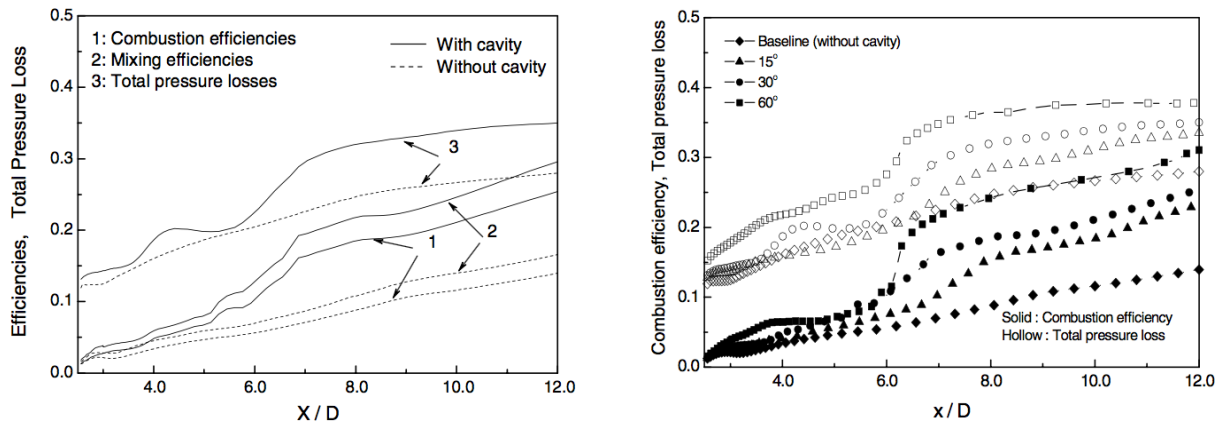 0.5
0.4
0.3
0.2
0.1
0.0
Efficiencies, Total Pressure Loss
1: Combustion efficiencies
2: Mixing efficiencies
3: Total pressure losses
With cavity
Without cavity
3
1
2
4.0 6.0 8.0 10.0 12.0
X / D
0.5
0.4
0.3
0.2
0.1
0.0
Combustion efficiency, Total pressure loss
Baseline (without cavity)
15°
30°
60°
Solid : Combustion efficiency
Hollow : Total pressure loss
4.0 6.0 8.0 10.0 12.0
x / D